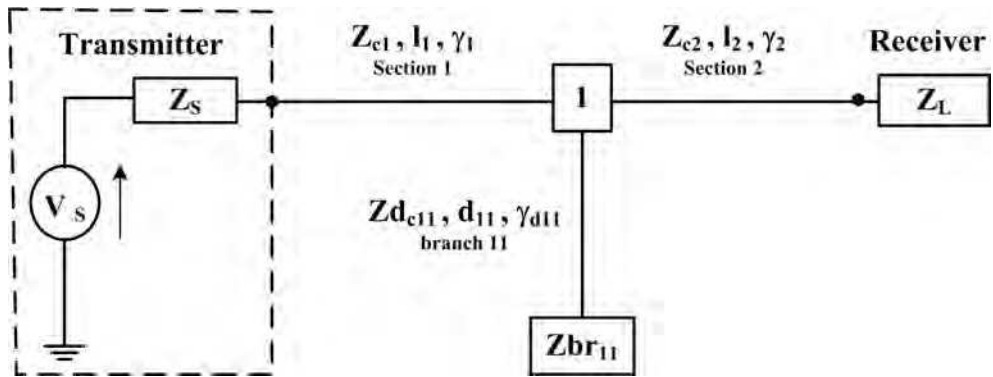 Transmitter
Z_S
V_S
Z_c1 , l_1 , γ_1
Section 1
1
Z_c2 , l_2 , γ_2
Section 2
Receiver
Z_L
Zd_c11 , d_11 , γ_d11
branch 11
Zbr_11